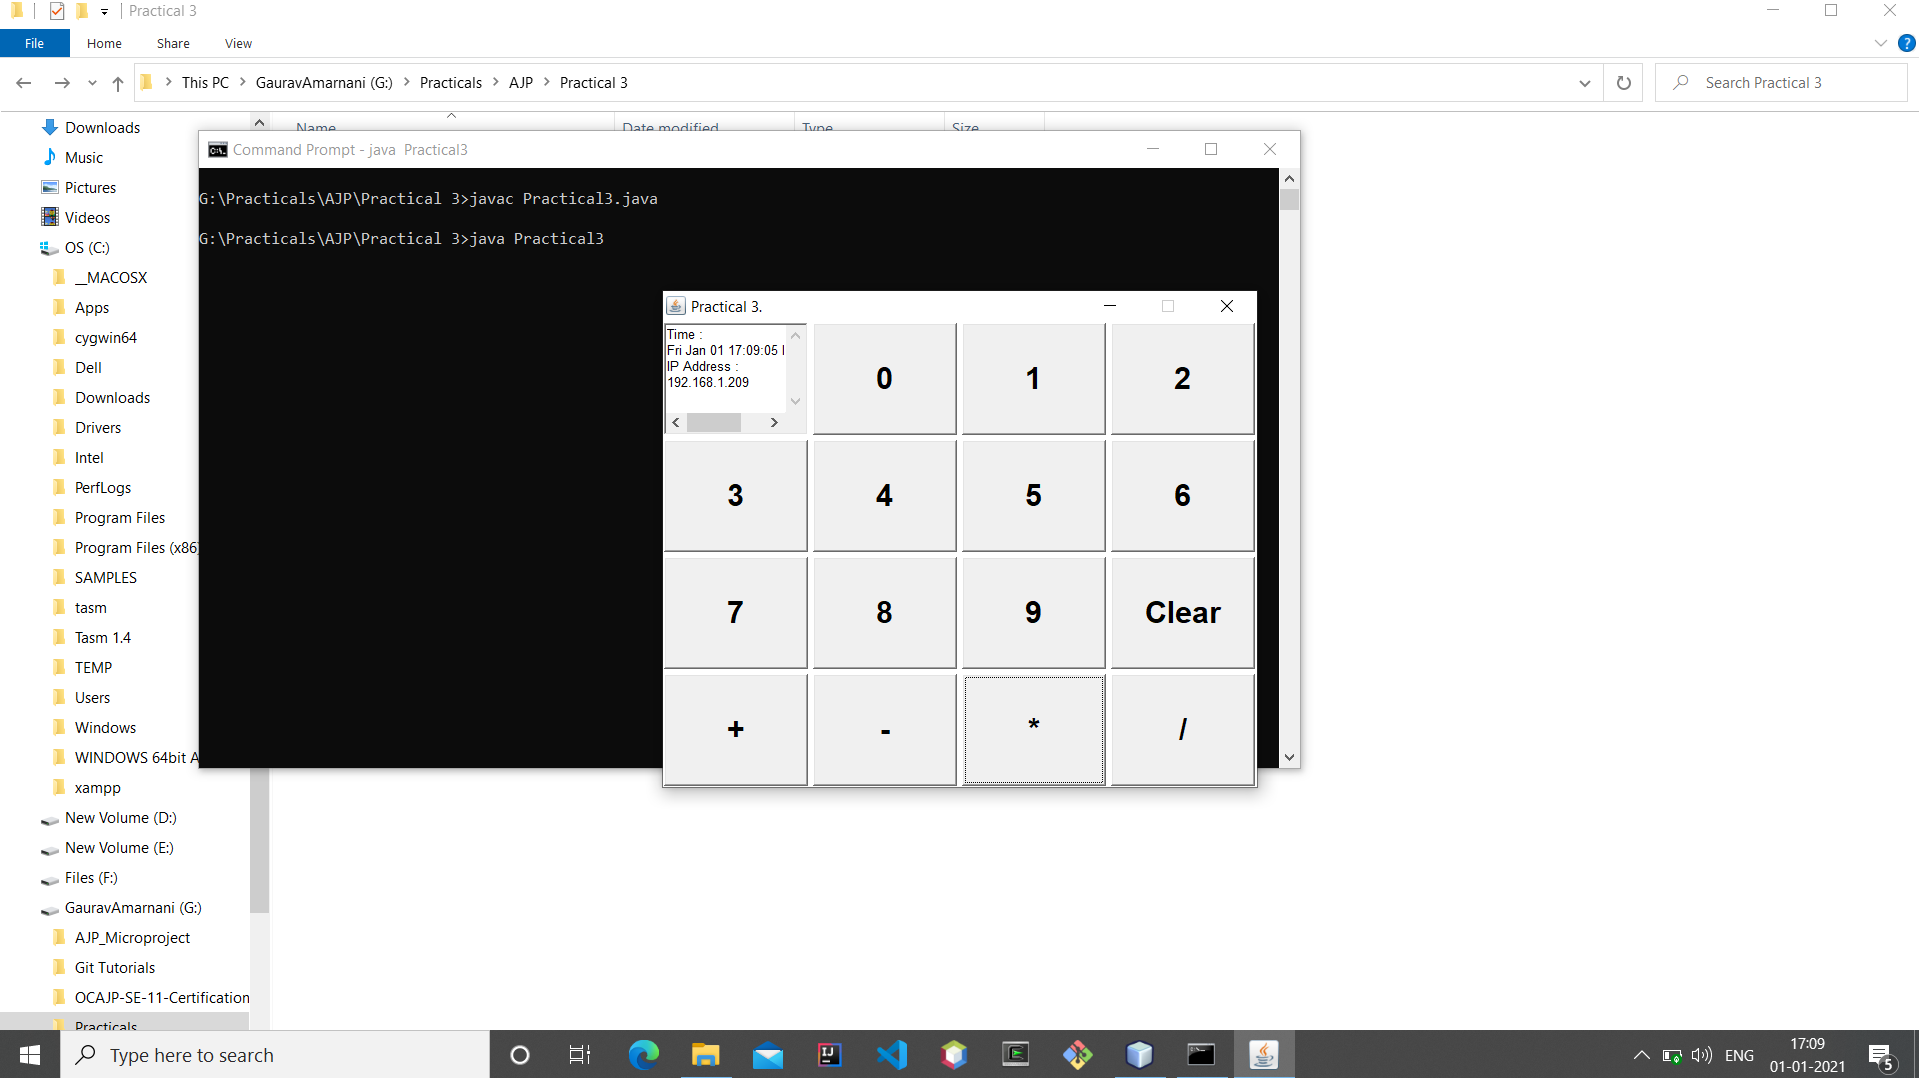 Practical 3
File Home Share View
This PC GauravAmarnani (G:) Practicals AJP Practical 3
Search Practical 3
Name Date modified Type Size
Downloads
Music
Pictures
Videos
OS (C:)
__MACOSX
Apps
cygwin64
Dell
Downloads
Drivers
Intel
PerfLogs
Program Files
Program Files (x86)
SAMPLES
tasm
Tasm 1.4
TEMP
Users
Windows
WINDOWS 64bit A
xampp
New Volume (D:)
New Volume (E:)
Files (F:)
GauravAmarnani (G:)
AJP_Microproject
Git Tutorials
OCAJP-SE-11-Certification
Practicals
Command Prompt - java  Practical3
G:\Practicals\AJP\Practical 3>javac Practical3.java
G:\Practicals\AJP\Practical 3>java Practical3
Practical 3.
Time :
Fri Jan 01 17:09:05
IP Address :
192.168.1.209
0 1 2
3 4 5 6
7 8 9 Clear
+ - * /
Type here to search
ENG
17:09
01-01-2021
5